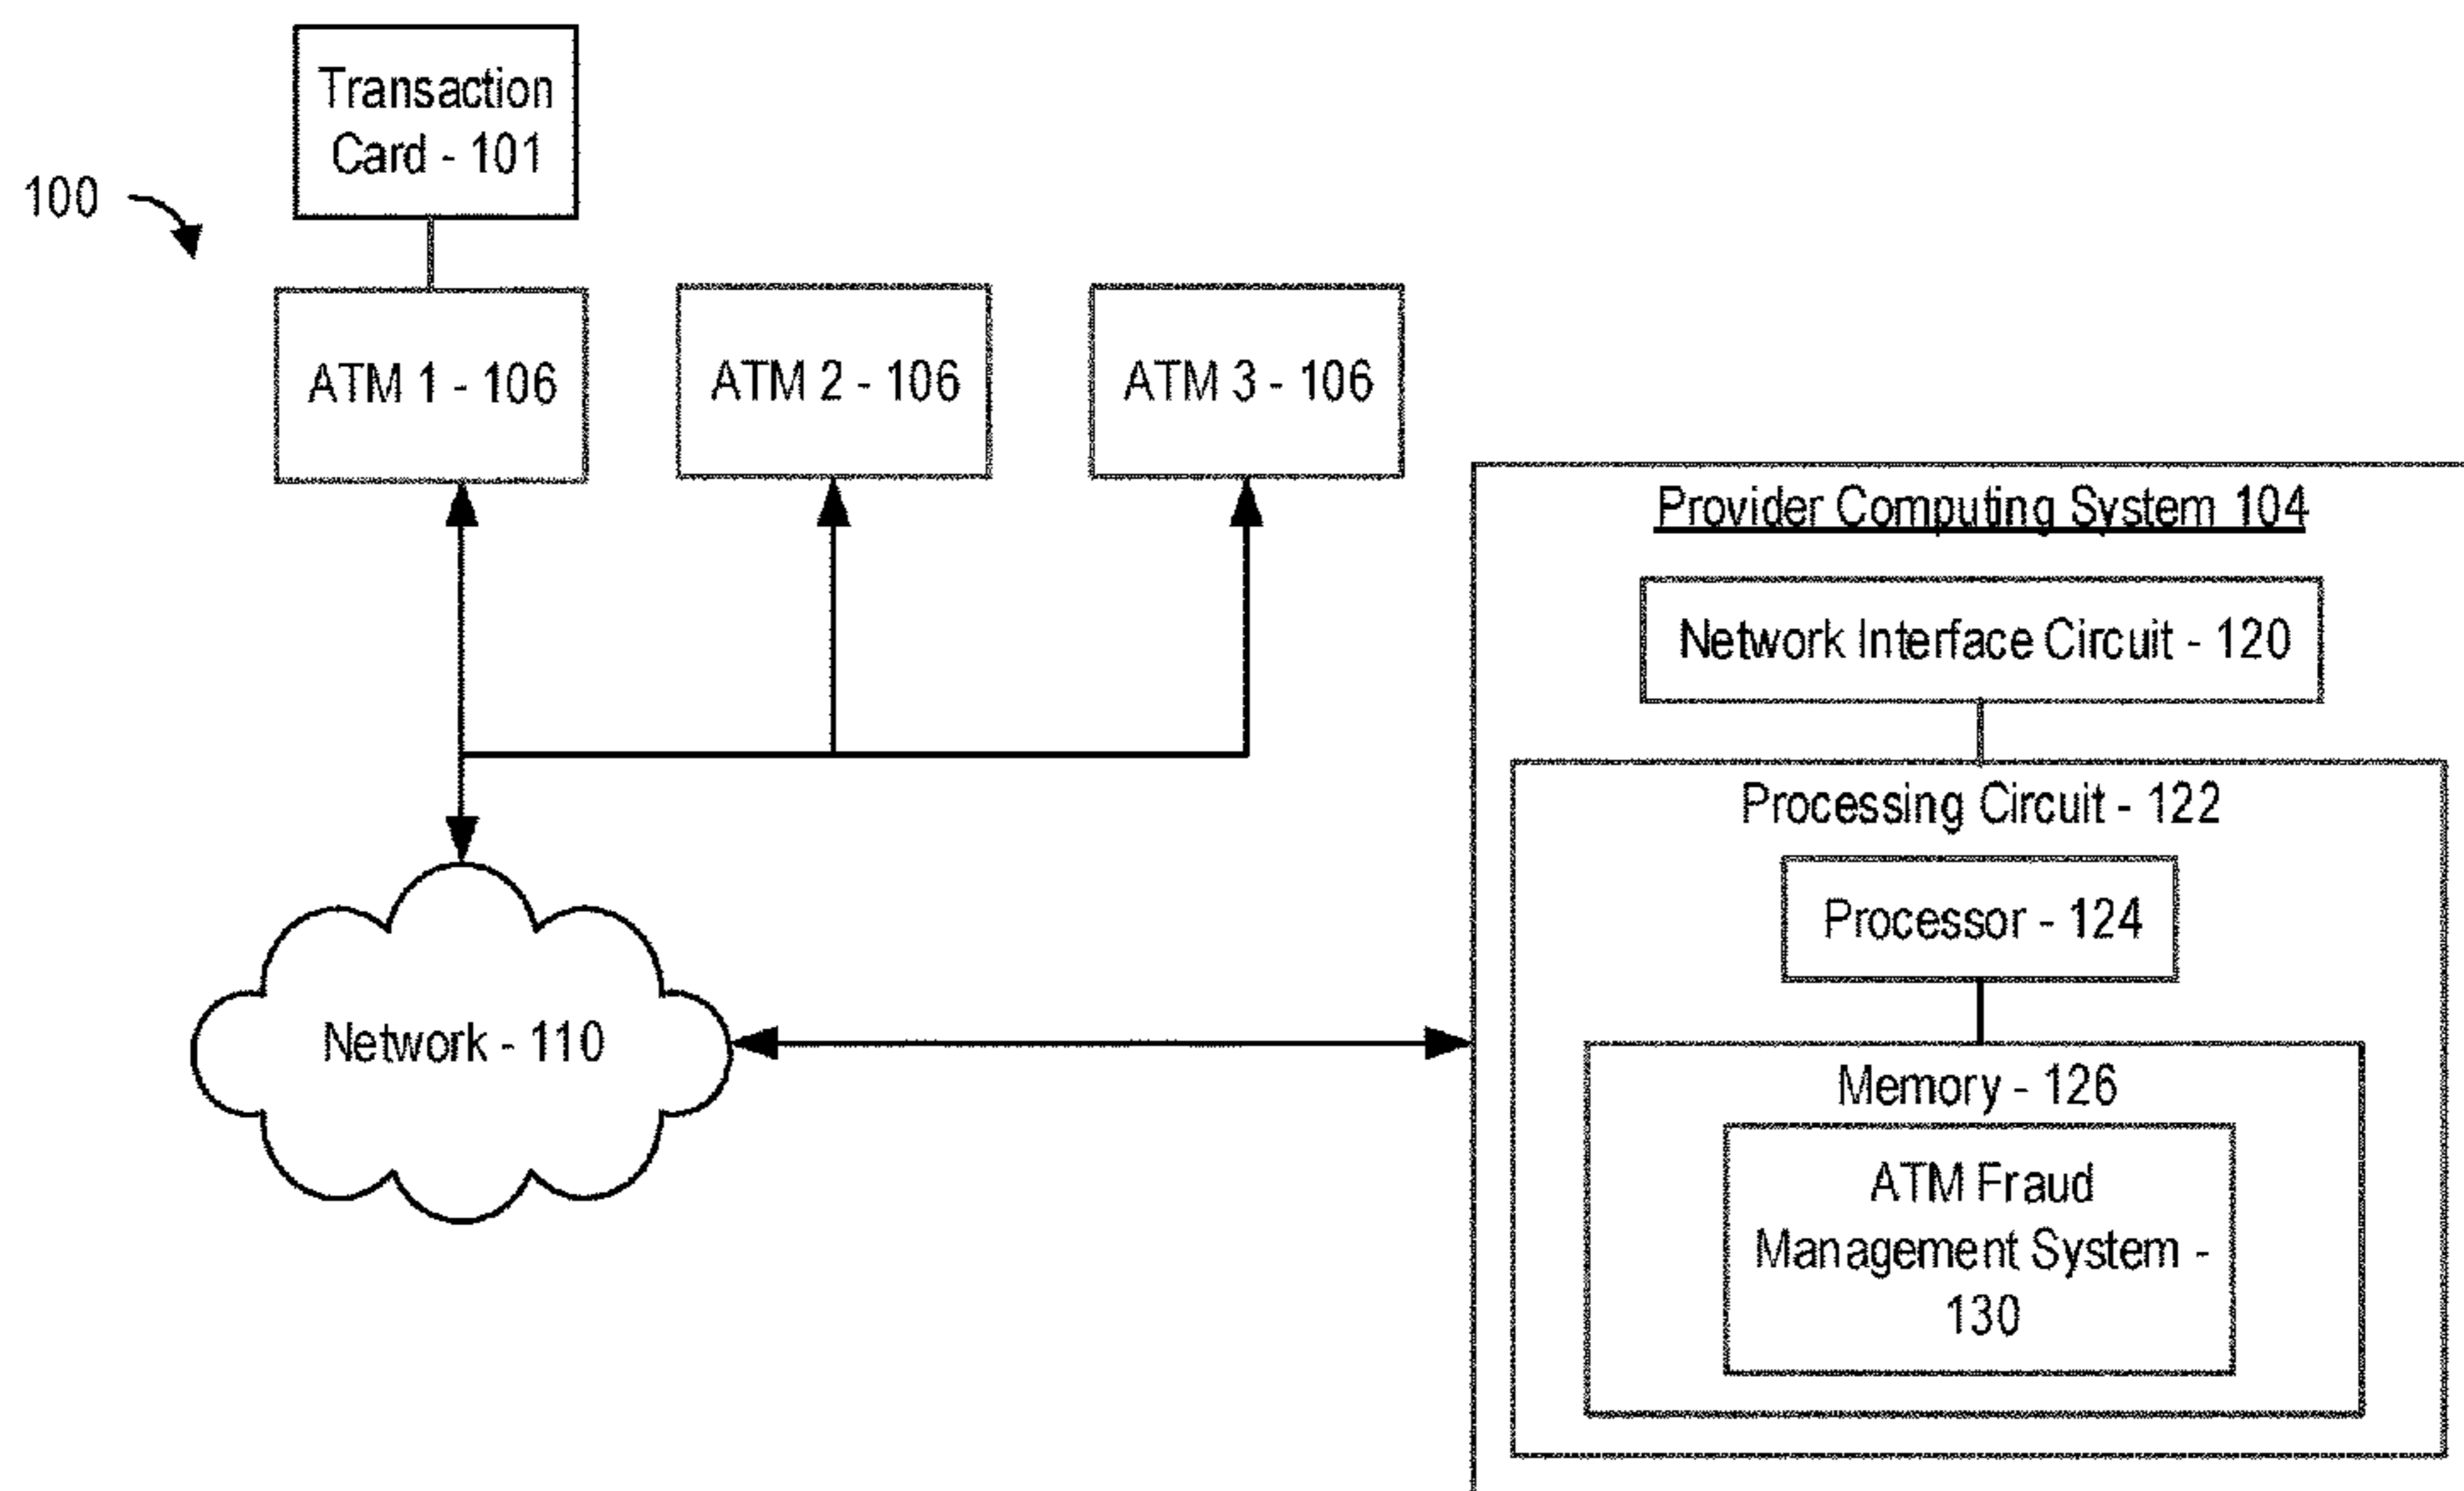 Transaction
Card - 101
100
ATM 1 - 106
ATM 2 - 106
ATM 3 - 106
Provider Computing System 104
Network Interface Circuit - 120
Processing Circuit - 122
Processor - 124
Network - 110
Memory - 126
ATM Fraud
Management System -
130